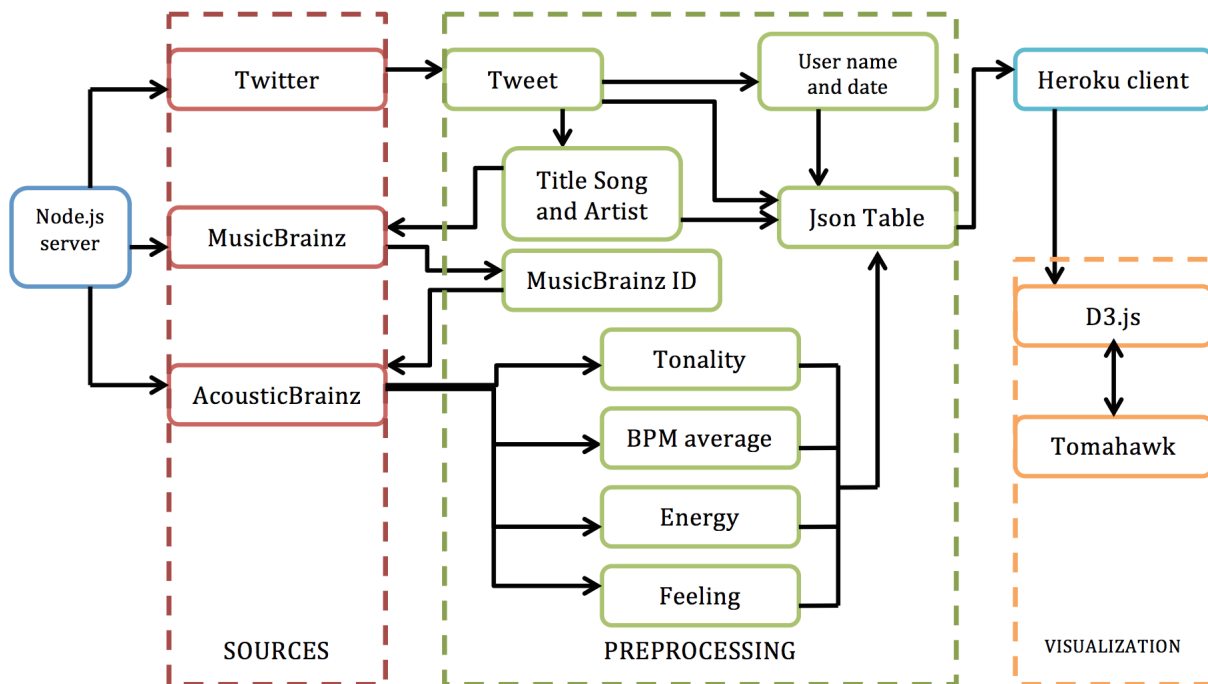 Twitter
Tweet
User name
and date
Heroku client
Title Song
and Artist
Node.js
server
MusicBrainz
Json Table
MusicBrainz ID
D3.js
Tonality
AcousticBrainz
BPM average
Tomahawk
Energy
Feeling
SOURCES
PREPROCESSING
VISUALIZATION